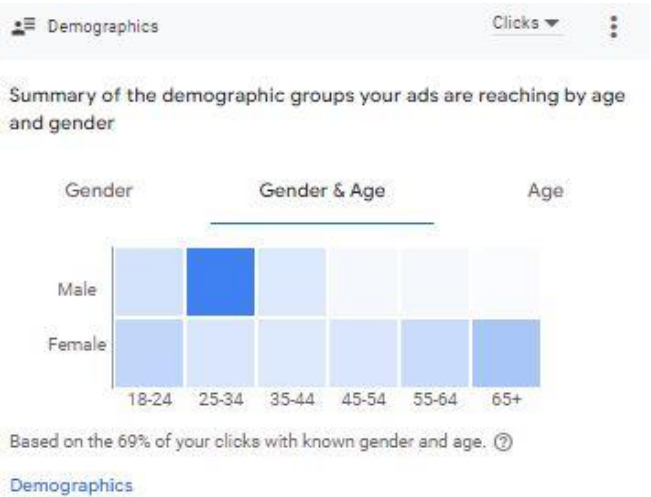 Demographics
Clicks
Summary of the demographic groups your ads are reaching by age
and gender
Gender
Gender & Age
Age
Male
Female
18-24 25-34 35-44 45-54 55-64 65+
Based on the 69% of your clicks with known gender and age.
Demographics